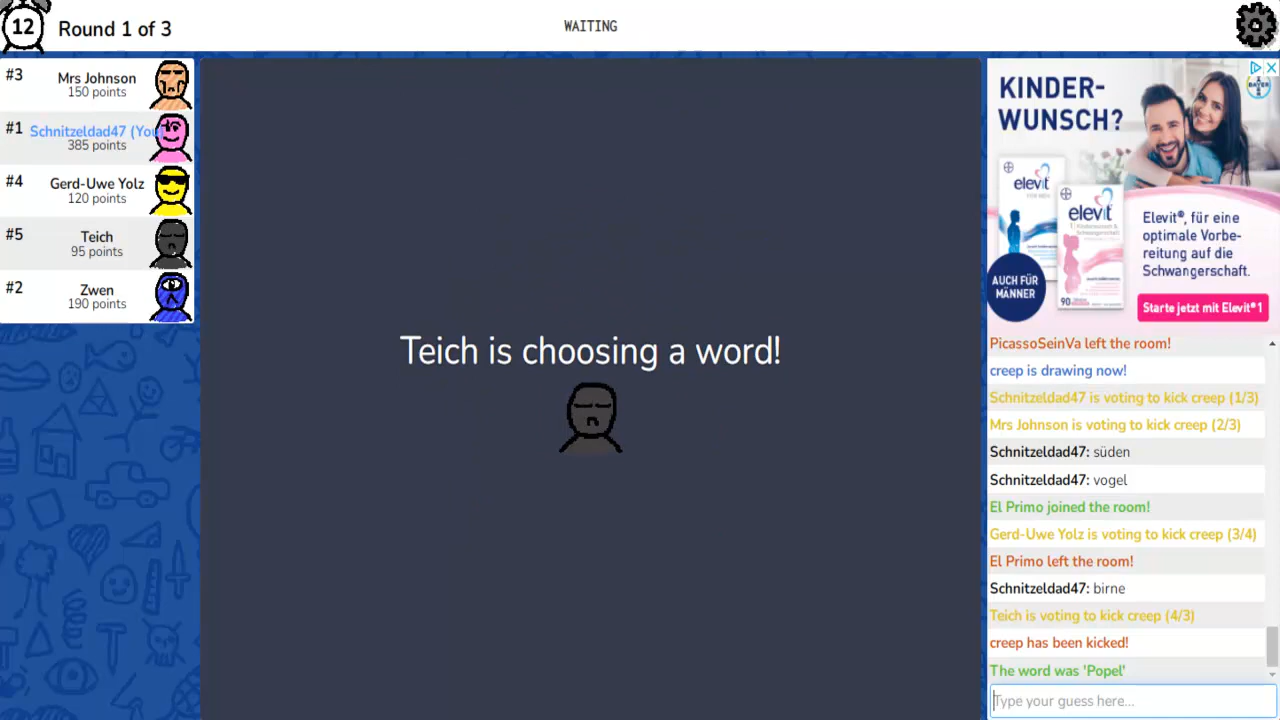 12
Round 1 of 3
WAITING
#3
Mrs Johnson
150 points
#1
Schnitzeldad47 (You)
385 points
#4
Gerd-Uwe Yolz
120 points
#5
Teich
95 points
#2
Zwen
190 points
Teich is choosing a word!
KINDER-
WUNSCH?
BAYER
elevit
elevit
90
AUCH FÜR
MÄNNER
Elevit®, für eine
optimale Vorbe-
reitung auf die
Schwangerschaft.
Starte jetzt mit Elevit® 1
PicassoSeinVa left the room!
creep is drawing now!
Schnitzeldad47 is voting to kick creep (1/3)
Mrs Johnson is voting to kick creep (2/3)
Schnitzeldad47: süden
Schnitzeldad47: vogel
El Primo joined the room!
Gerd-Uwe Yolz is voting to kick creep (3/4)
El Primo left the room!
Schnitzeldad47: birne
Teich is voting to kick creep (4/3)
creep has been kicked!
The word was 'Popel'
Type your guess here...